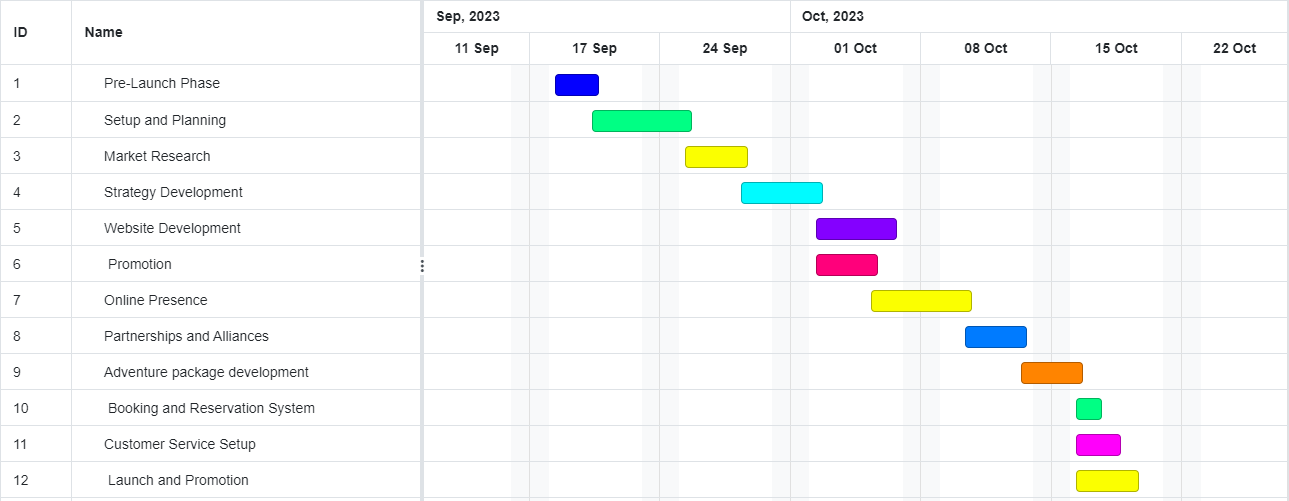 ID Name Sep, 2023 Oct, 2023
11 Sep 17 Sep 24 Sep 01 Oct 08 Oct 15 Oct 22 Oct
1 Pre-Launch Phase
2 Setup and Planning
3 Market Research
4 Strategy Development
5 Website Development
6 Promotion
7 Online Presence
8 Partnerships and Alliances
9 Adventure package development
10 Booking and Reservation System
11 Customer Service Setup
12 Launch and Promotion